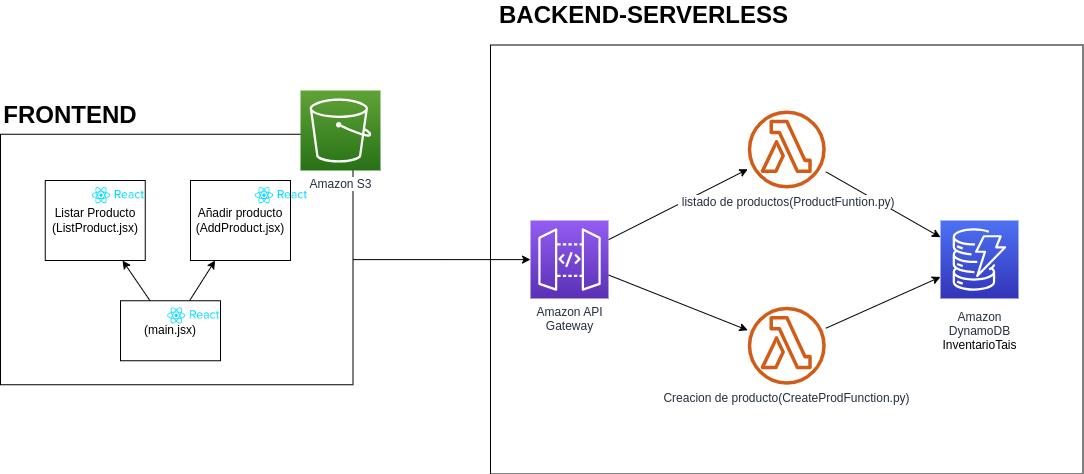 BACKEND-SERVERLESS
FRONTEND
Amazon S3
React
Listar Producto
(ListProduct.jsx)
React
Añadir producto
(AddProduct.jsx)
React
(main.jsx)
Amazon API
Gateway
listado de productos(ProductFuntion.py)
Creacion de producto(CreateProdFunction.py)
Amazon
DynamoDB
InventarioTais